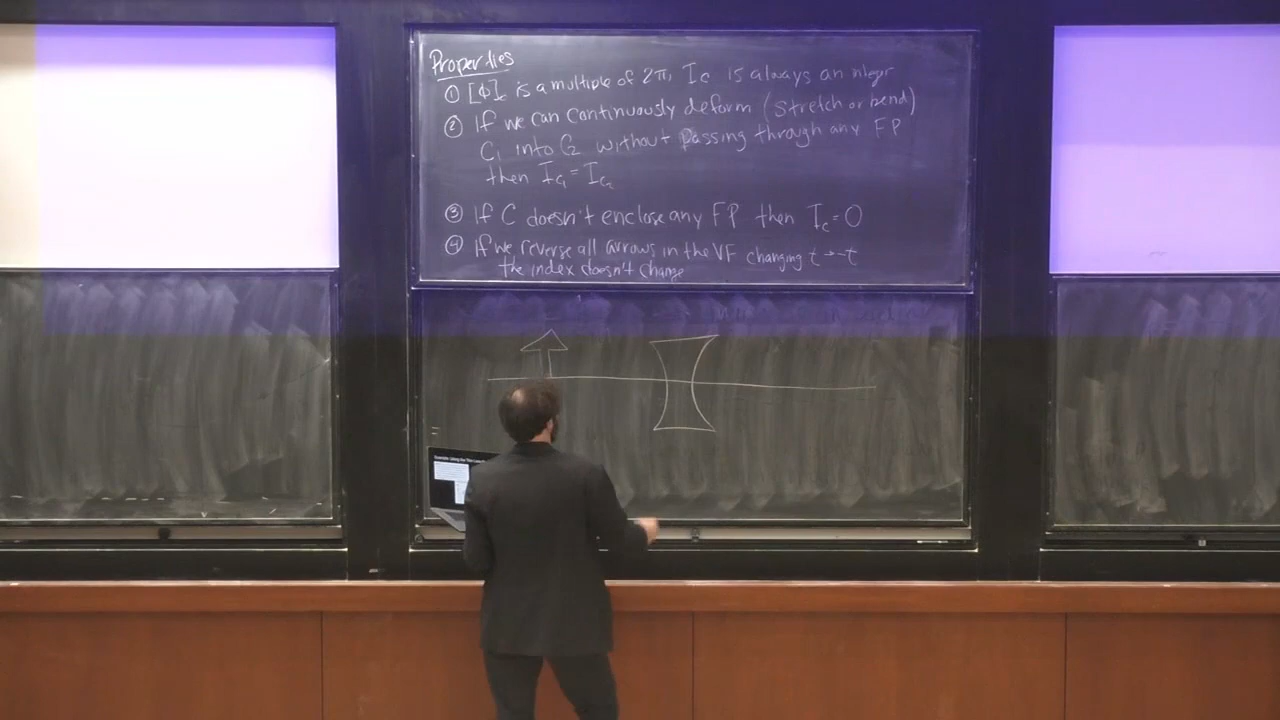 Properties
① [Φ]c is a multiple of 2π, Ic is always an integr
② If we can continuously deform (stretch or bend)
C1 into C2 without passing through any FP
then IC1 = IC2
③ If C doesn't enclose any FP then Ic = 0
④ If we reverse all arrows in the VF changing t → -t
the index doesn't change